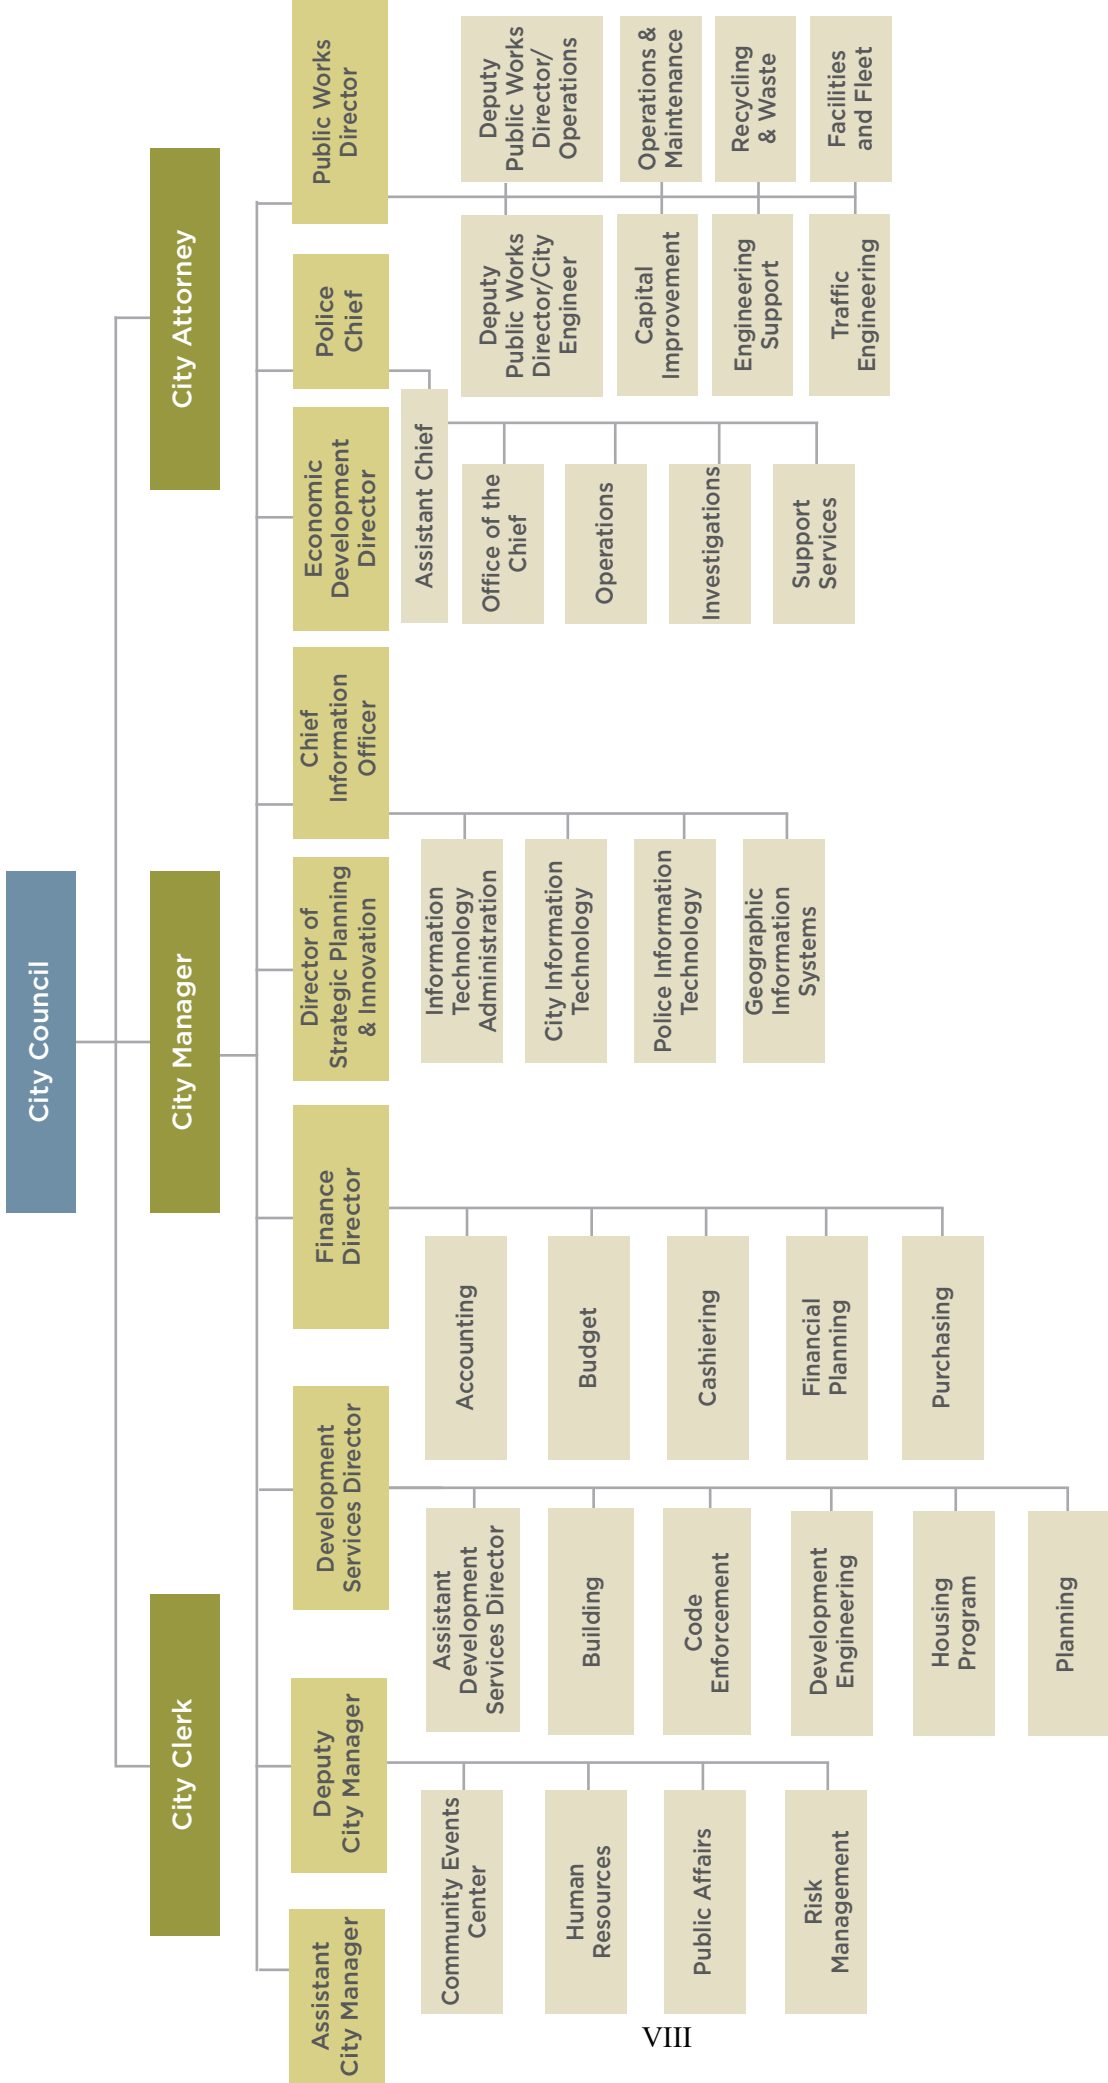 City Council
City Clerk
City Manager
City Attorney
Assistant
City Manager
Deputy
City Manager
Development
Services Director
Finance
Director
Director of
Strategic Planning
& Innovation
Chief
Information
Officer
Economic
Development
Director
Police
Chief
Public Works
Director
Community Events
Center
Human
Resources
Public Affairs
Risk
Management
Assistant
Development
Services Director
Building
Code
Enforcement
Development
Engineering
Housing
Program
Planning
Accounting
Budget
Cashiering
Financial
Planning
Purchasing
Information
Technology
Administration
City Information
Technology
Police Information
Technology
Geographic
Information
Systems
Assistant Chief
Office of the
Chief
Operations
Investigations
Support
Services
Deputy
Public Works
Director/City
Engineer
Capital
Improvement
Engineering
Support
Traffic
Engineering
Deputy
Public Works
Director/
Operations
Operations &
Maintenance
Recycling
& Waste
Facilities
and Fleet
VIII